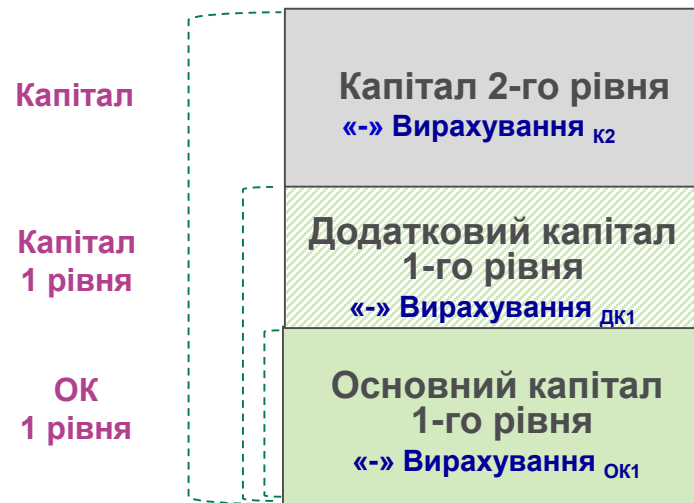 Капітал
Капітал 2-го рівня
«-» Вирахування К2
Капітал
1 рівня
Додатковий капітал
1-го рівня
«-» Вирахування ДК1
ОК
1 рівня
Основний капітал
1-го рівня
«-» Вирахування ОК1